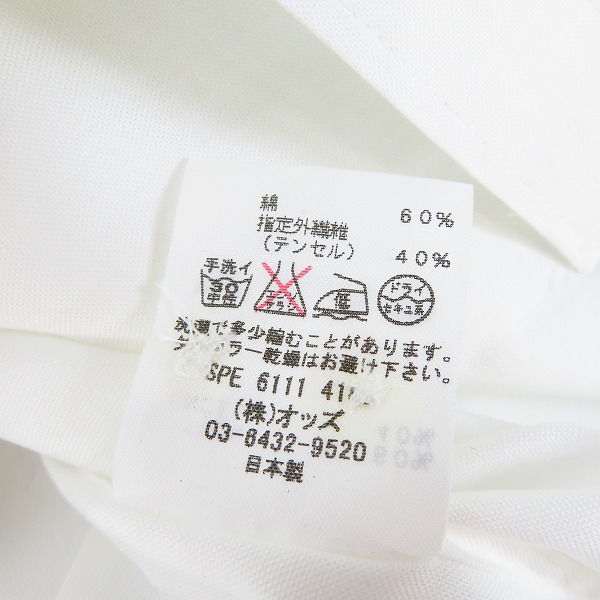 綿 60%
指定外繊維
(テンセル) 40%
手洗イ
30
中性
エンソサラシ
低
ドライ
セキユ系
洗濯で多少縮むことがあります。
タンブラー乾燥はお避け下さい。
SPE 6111 41
(株)オッズ
03-6432-9520
日本製